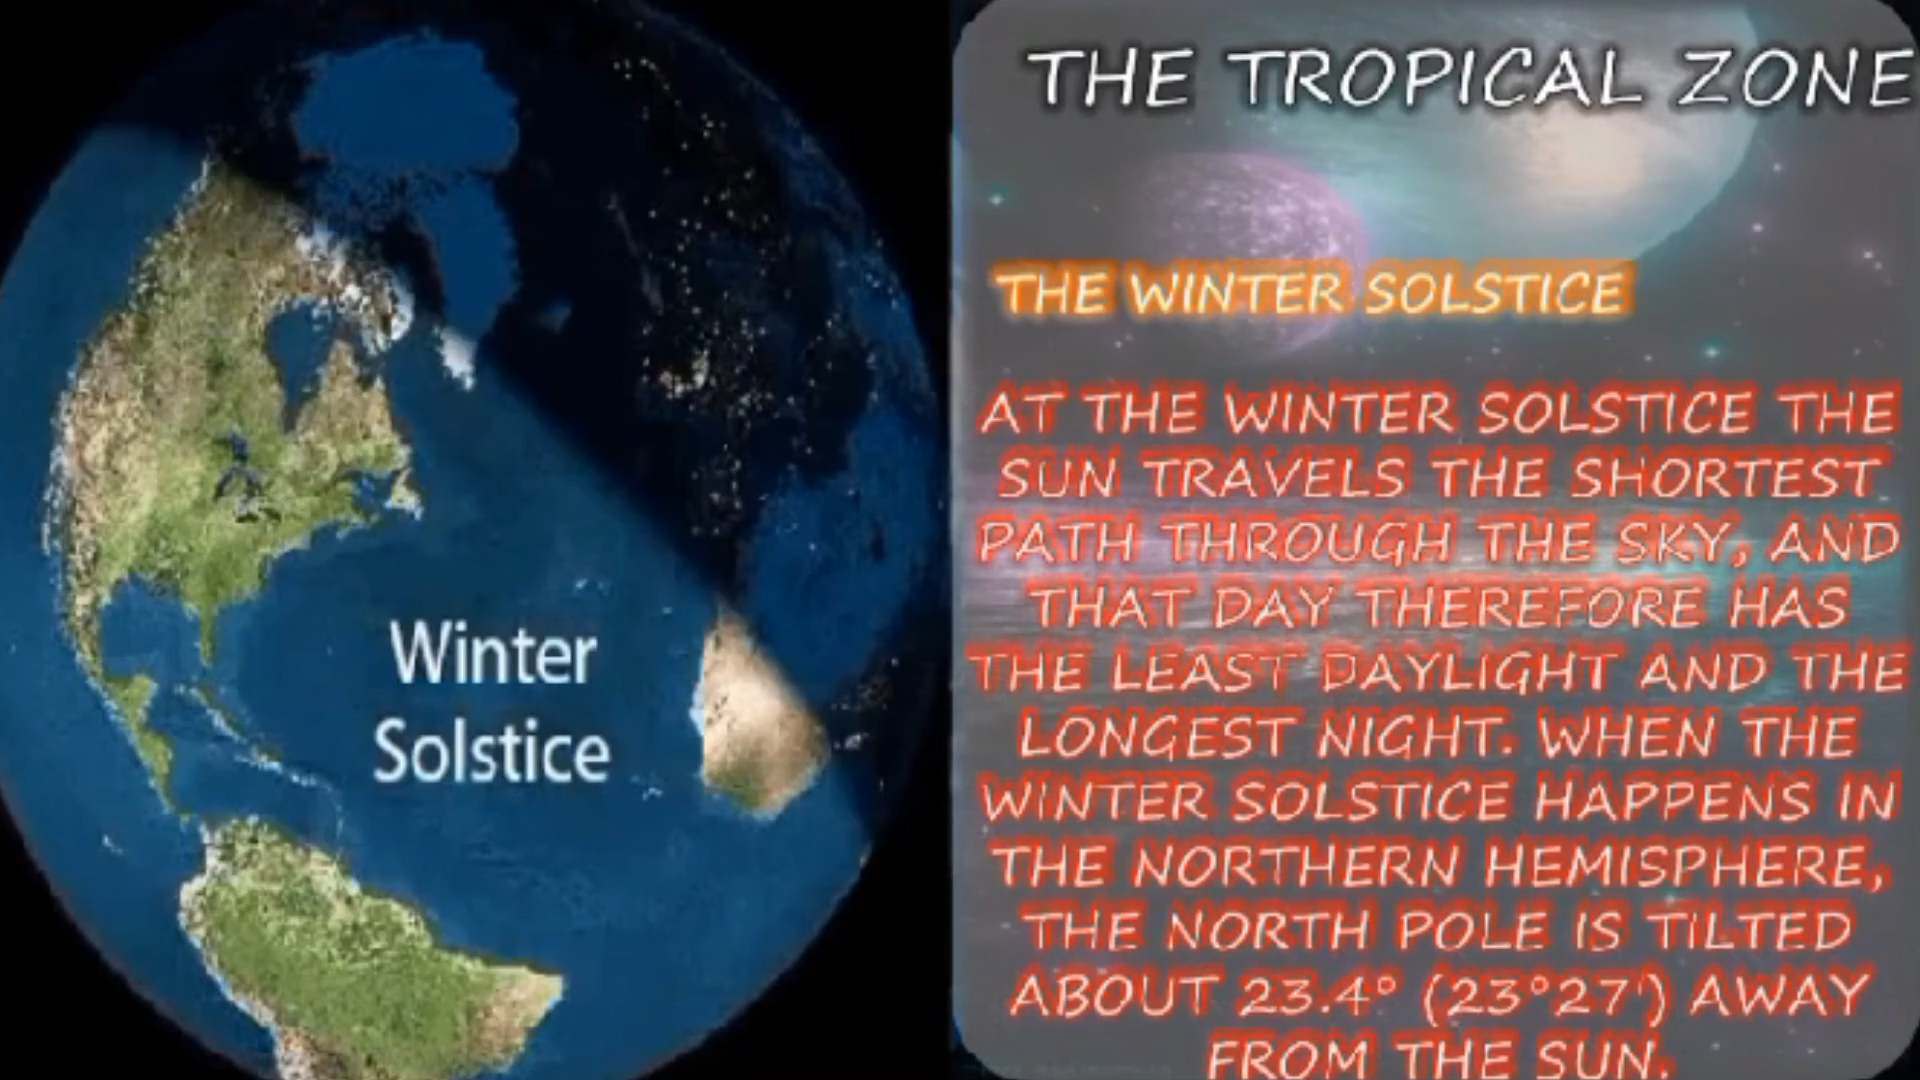 Winter
Solstice
THE TROPICAL ZONE
THE WINTER SOLSTICE
AT THE WINTER SOLSTICE THE
SUN TRAVELS THE SHORTEST
PATH THROUGH THE SKY, AND
THAT DAY THEREFORE HAS
THE LEAST DAYLIGHT AND THE
LONGEST NIGHT. WHEN THE
WINTER SOLSTICE HAPPENS IN
THE NORTHERN HEMISPHERE,
THE NORTH POLE IS TILTED
ABOUT 23.4° (23°27') AWAY
FROM THE SUN.